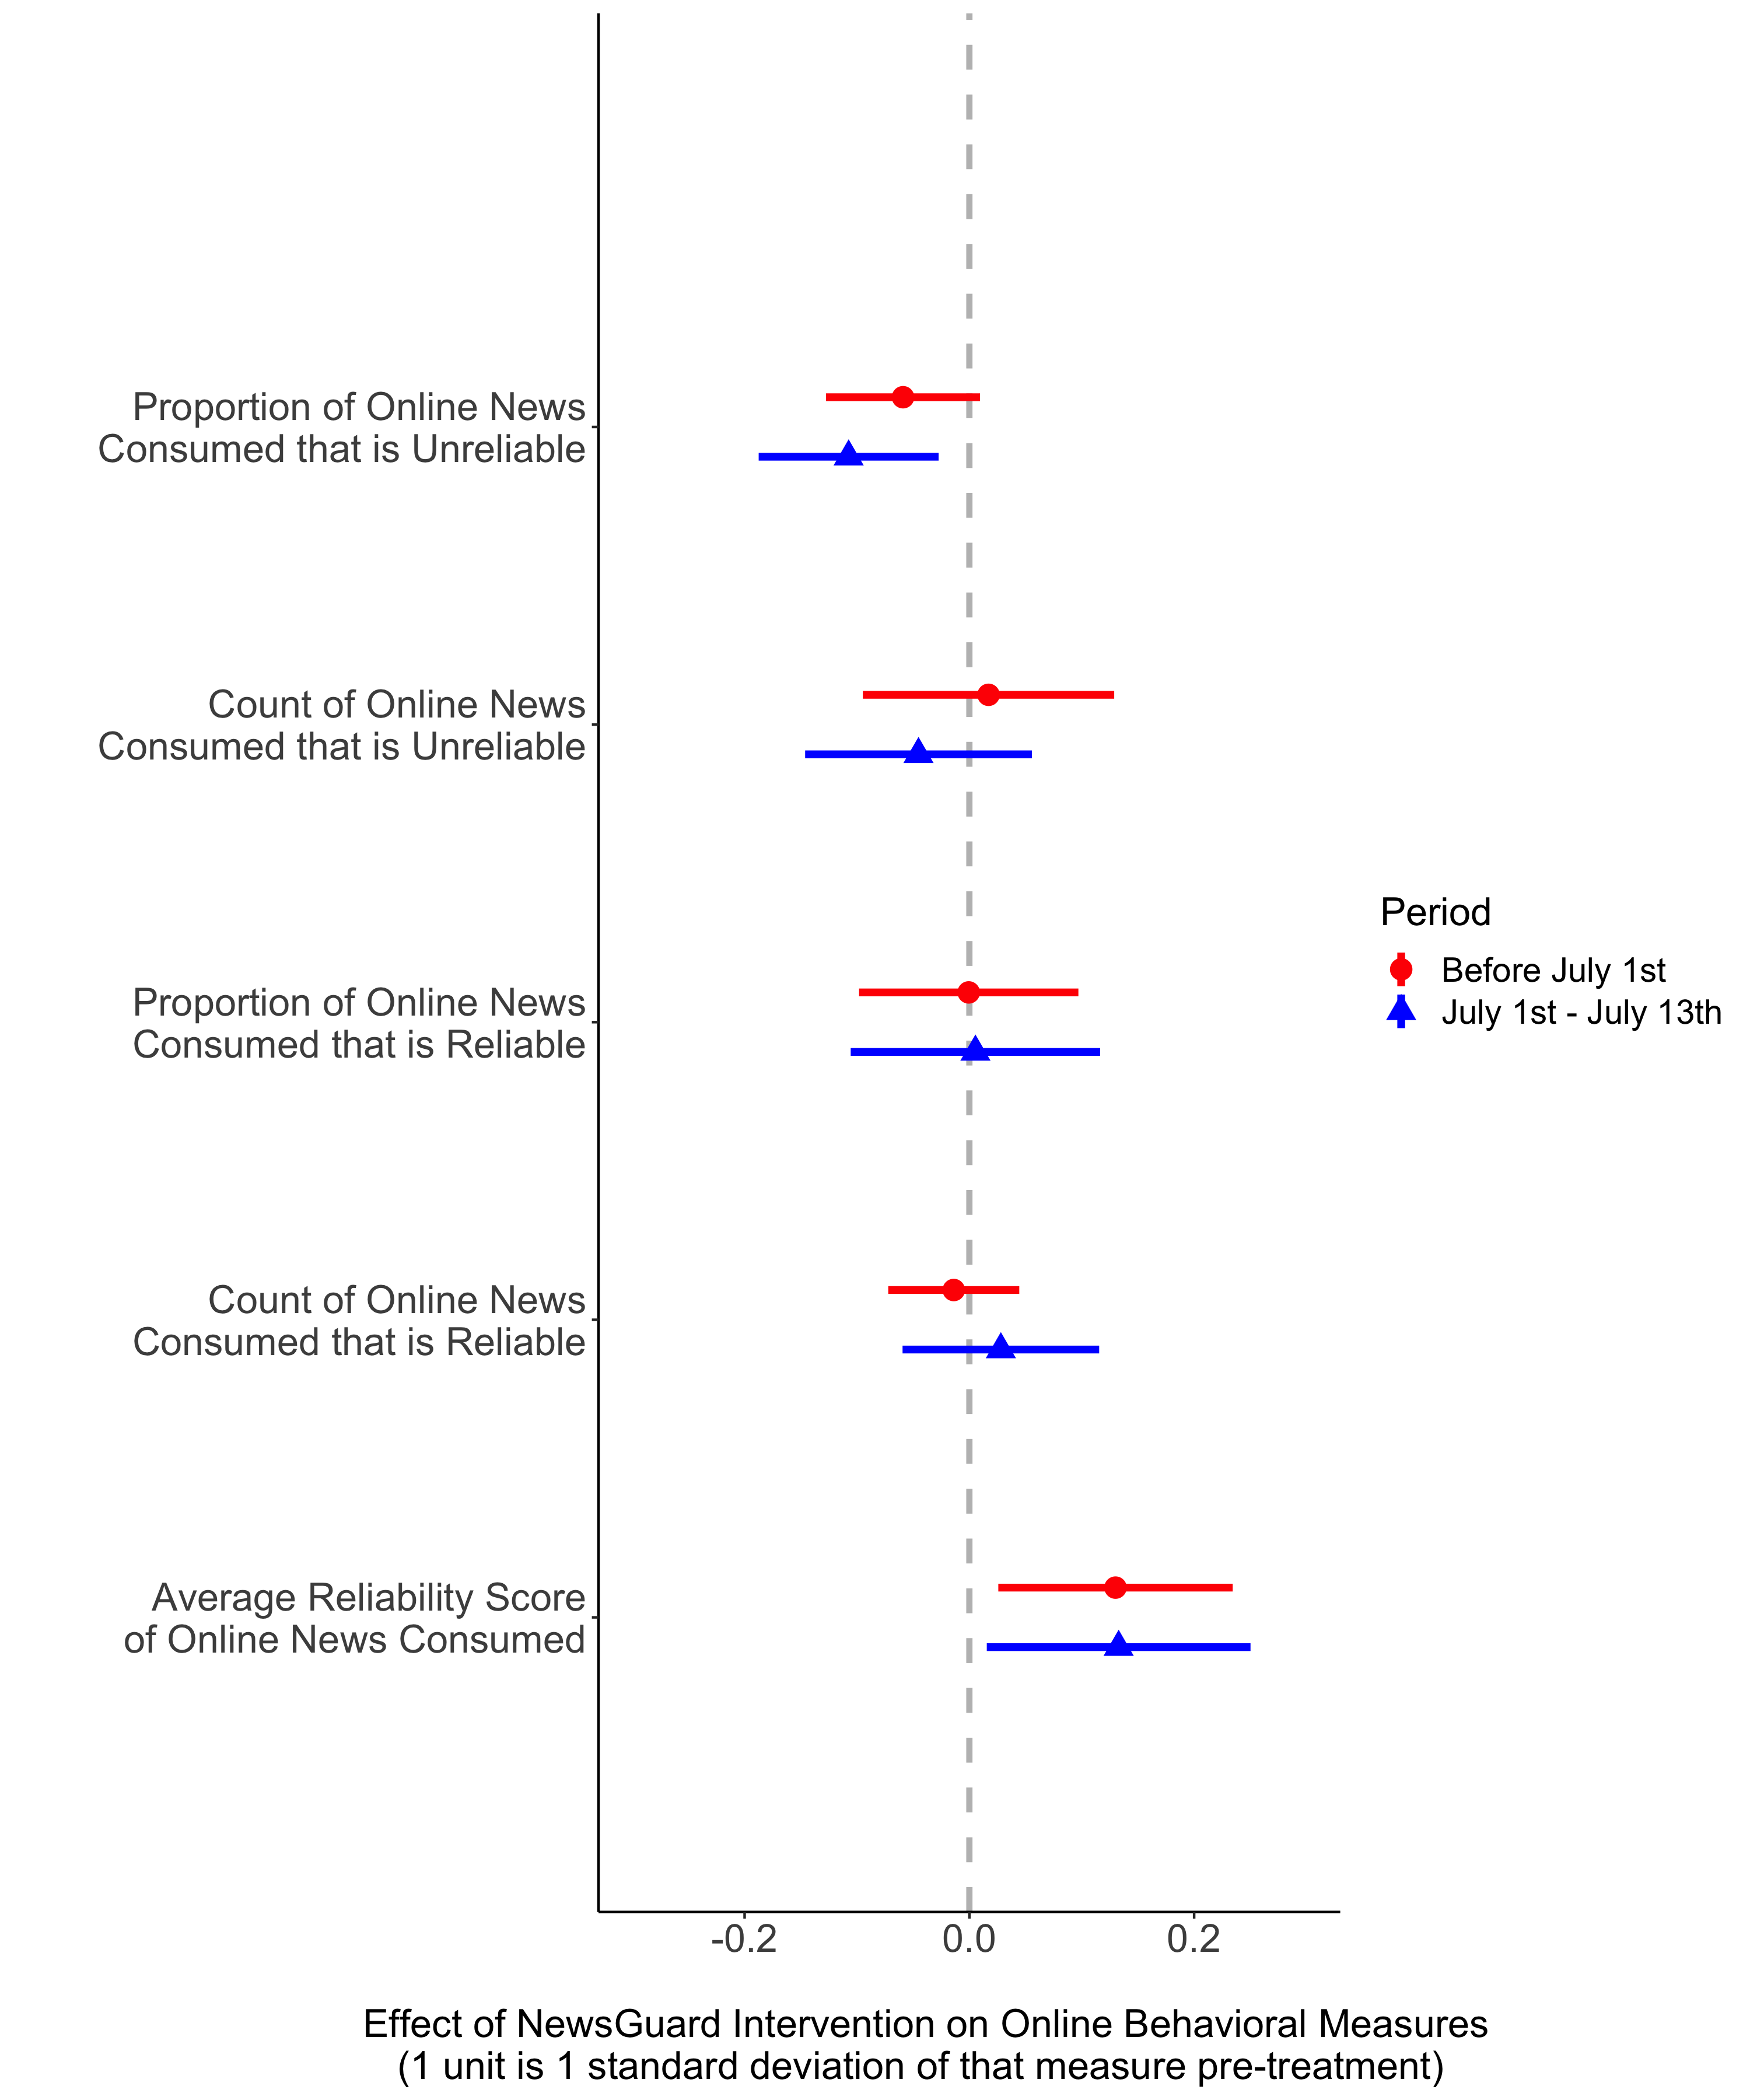 Proportion of Online News
Consumed that is Unreliable
Count of Online News
Consumed that is Unreliable
Proportion of Online News
Consumed that is Reliable
Count of Online News
Consumed that is Reliable
Average Reliability Score
of Online News Consumed
Period
Before July 1st
July 1st - July 13th
-0.2 0.0 0.2
Effect of NewsGuard Intervention on Online Behavioral Measures
(1 unit is 1 standard deviation of that measure pre-treatment)